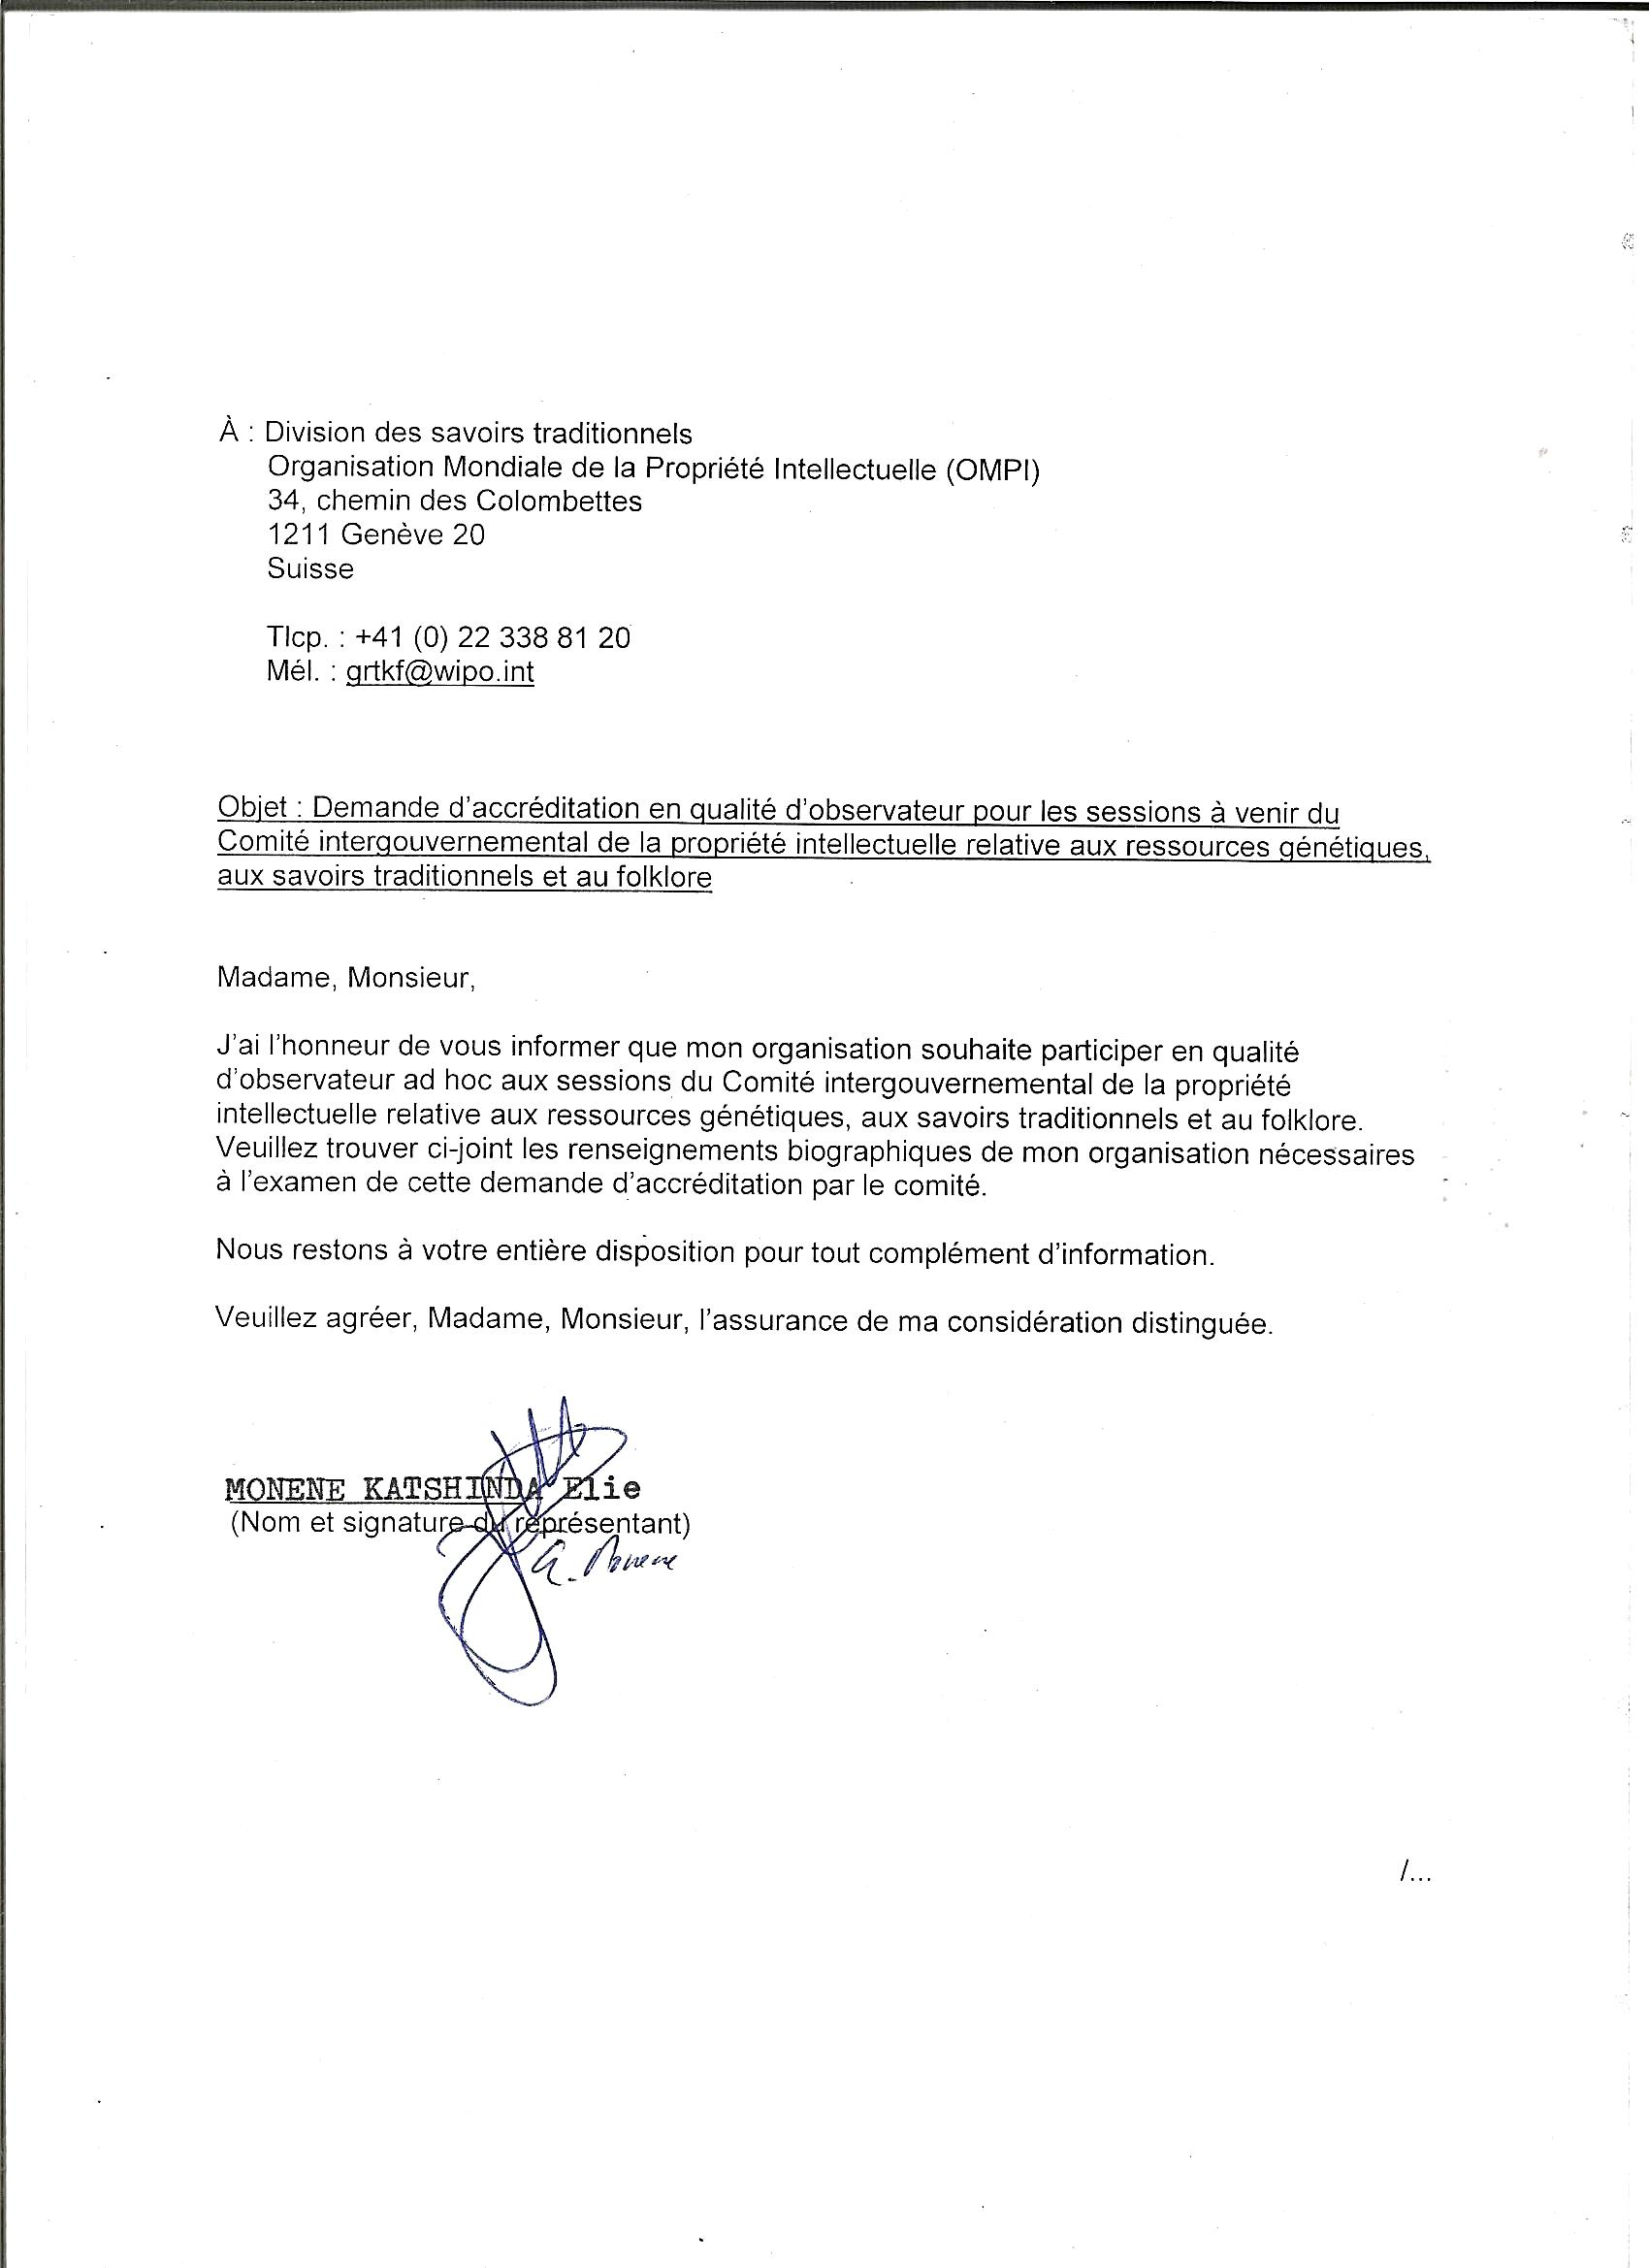 À : Division des savoirs traditionnels
Organisation Mondiale de la Propriété Intellectuelle (OMPI)
34, chemin des Colombettes
1211 Genève 20
Suisse
Tlcp. : +41 (0) 22 338 81 20
Mél. : grtkf@wipo.int
Objet : Demande d'accréditation en qualité d'observateur pour les sessions à venir du
Comité intergouvernemental de la propriété intellectuelle relative aux ressources génétiques,
aux savoirs traditionnels et au folklore
Madame, Monsieur,
J'ai l'honneur de vous informer que mon organisation souhaite participer en qualité
d'observateur ad hoc aux sessions du Comité intergouvernemental de la propriété
intellectuelle relative aux ressources génétiques, aux savoirs traditionnels et au folklore.
Veuillez trouver ci-joint les renseignements biographiques de mon organisation nécessaires
à l'examen de cette demande d'accréditation par le comité.
Nous restons à votre entière disposition pour tout complément d'information.
Veuillez agréer, Madame, Monsieur, l'assurance de ma considération distinguée.
MONENE KATSHINDA Elie
(Nom et signature du représentant)
Monene
/...